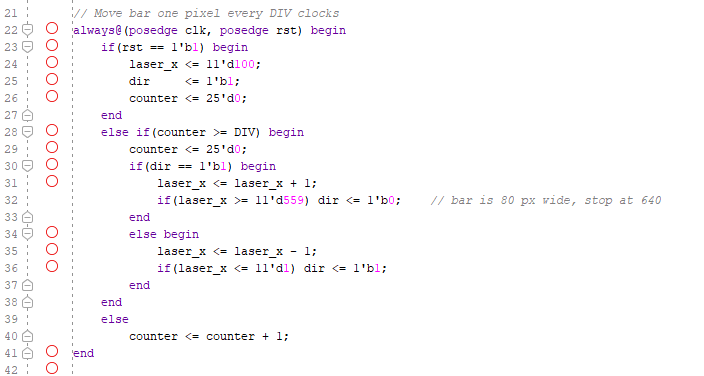 21 // Move bar one pixel every DIV clocks
22 always@(posedge clk, posedge rst) begin
23     if(rst == 1'b1) begin
24         laser_x <= 11'd100;
25         dir     <= 1'b1;
26         counter <= 25'd0;
27     end
28     else if(counter >= DIV) begin
29         counter <= 25'd0;
30         if(dir == 1'b1) begin
31             laser_x <= laser_x + 1;
32             if(laser_x >= 11'd559) dir <= 1'b0;    // bar is 80 px wide, stop at 640
33         end
34         else begin
35             laser_x <= laser_x - 1;
36             if(laser_x <= 11'd1) dir <= 1'b1;
37         end
38     end
39     else
40         counter <= counter + 1;
41 end
42